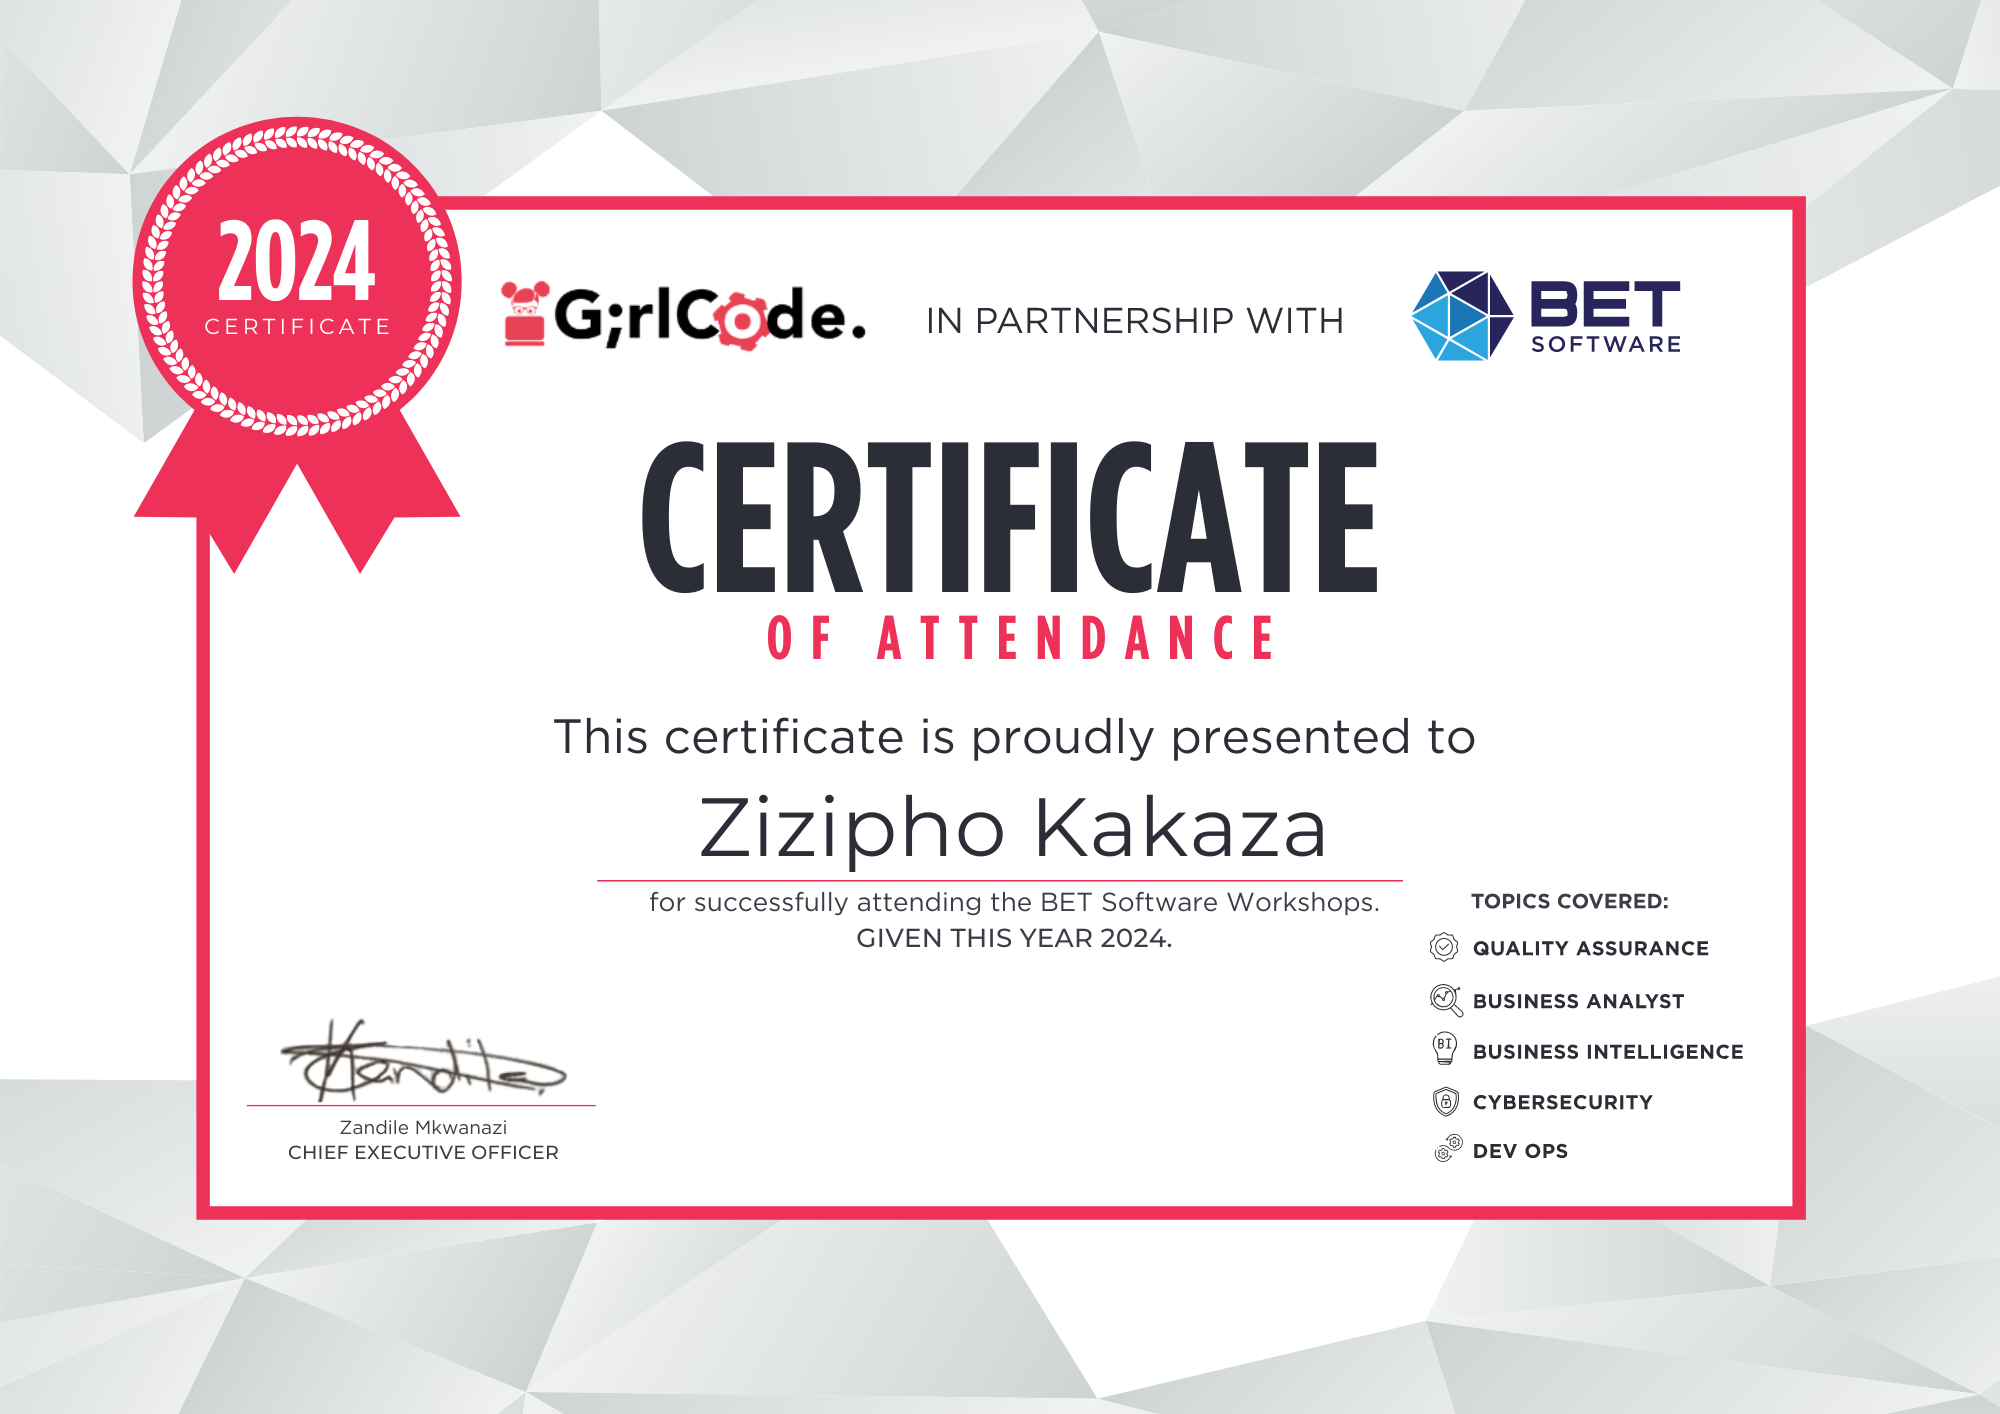 2024
CERTIFICATE
G;rlCode.
IN PARTNERSHIP WITH
BET
SOFTWARE
CERTIFICATE
OF ATTENDANCE
This certificate is proudly presented to
Zizipho Kakaza
for successfully attending the BET Software Workshops.
GIVEN THIS YEAR 2024.
TOPICS COVERED:
QUALITY ASSURANCE
BUSINESS ANALYST
BI
BUSINESS INTELLIGENCE
CYBERSECURITY
DEV OPS
Zandile
Zandile Mkwanazi
CHIEF EXECUTIVE OFFICER